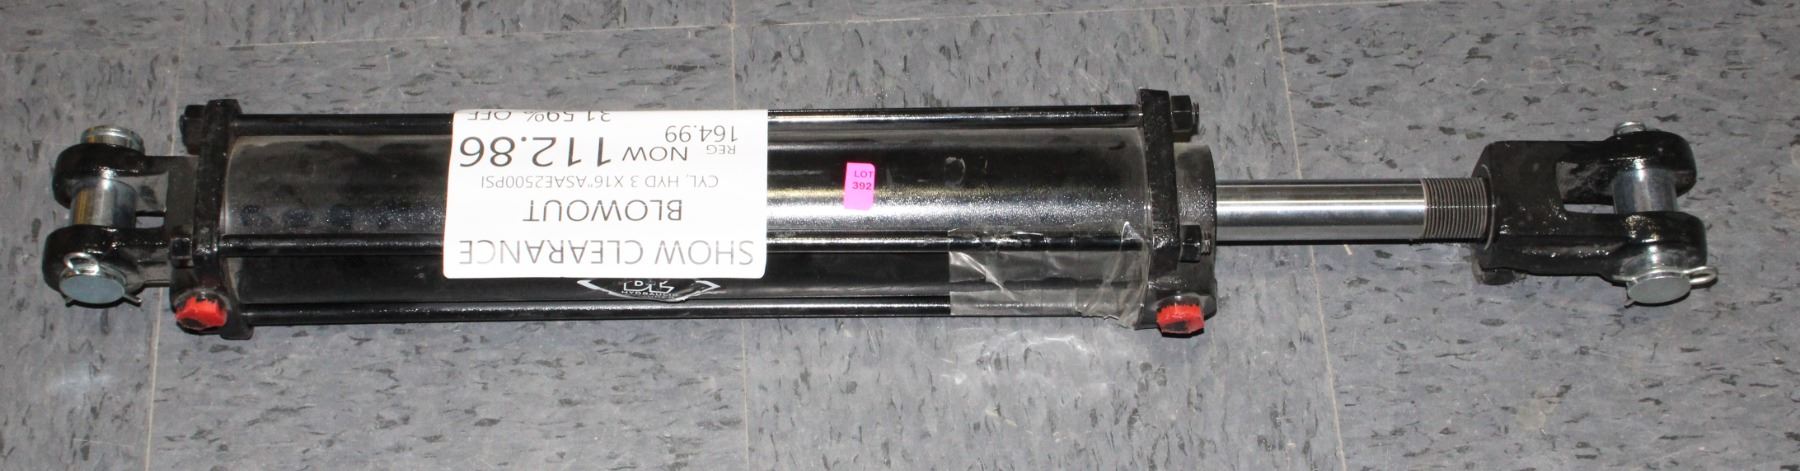 SHOW CLEARANCE
BLOWOUT
CYL, HYD 3 X16"ASAE2500PSI
REG
164.99
NOW 112.86
31.59% OFF
LOT
392